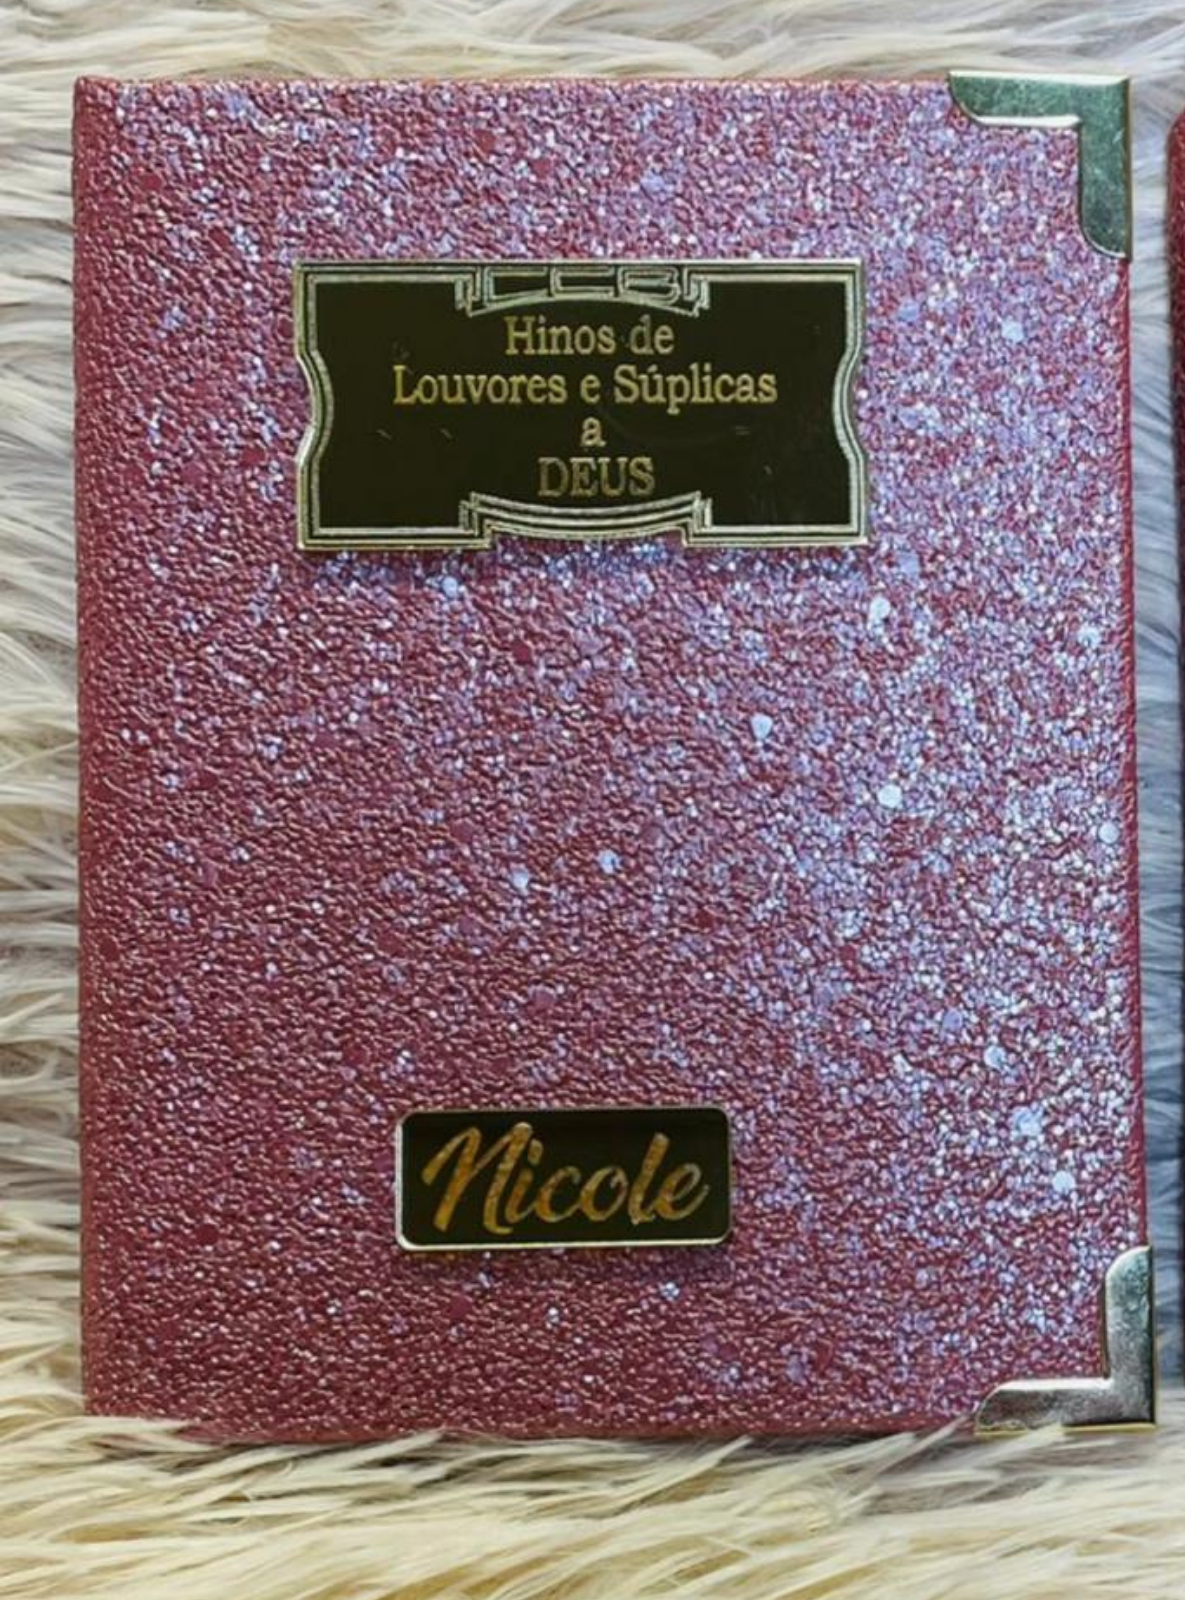 CCB
Hinos de
Louvores e Súplicas
a
DEUS
Nicole